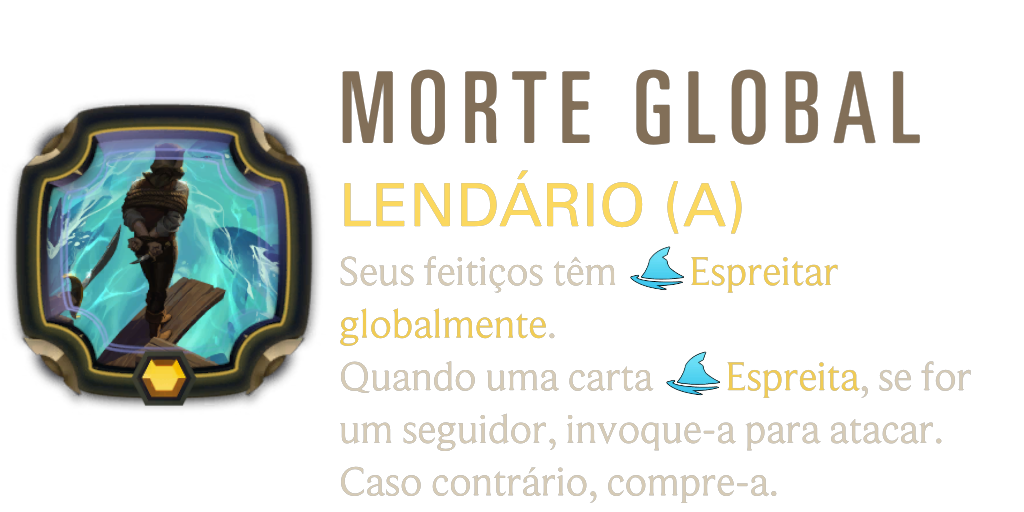 MORTE GLOBAL
LENDÁRIO (A)
Seus feitiços têm Espreitar
globalmente.
Quando uma carta Espreita, se for
um seguidor, invoque-a para atacar.
Caso contrário, compre-a.